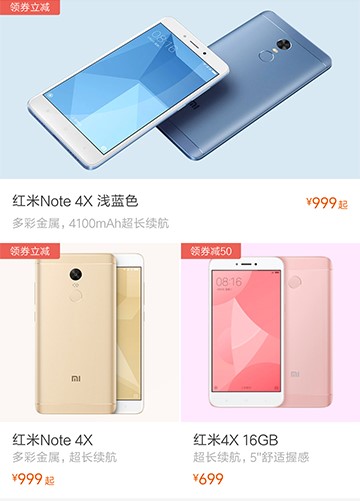 领券立减
08:16
红米Note 4X 浅蓝色
¥999起
多彩金属，4100mAh超长续航
领券立减
领券减50
08:16
红米Note 4X
红米4X 16GB
多彩金属，超长续航
超长续航，5"舒适握感
¥999起
¥699